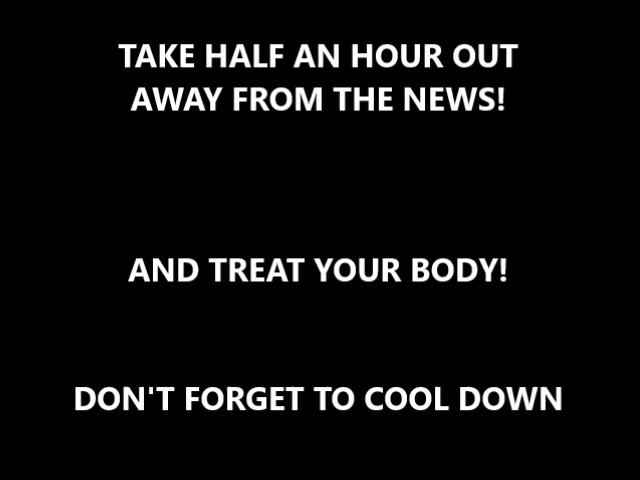 TAKE HALF AN HOUR OUT
AWAY FROM THE NEWS!
AND TREAT YOUR BODY!
DON'T FORGET TO COOL DOWN